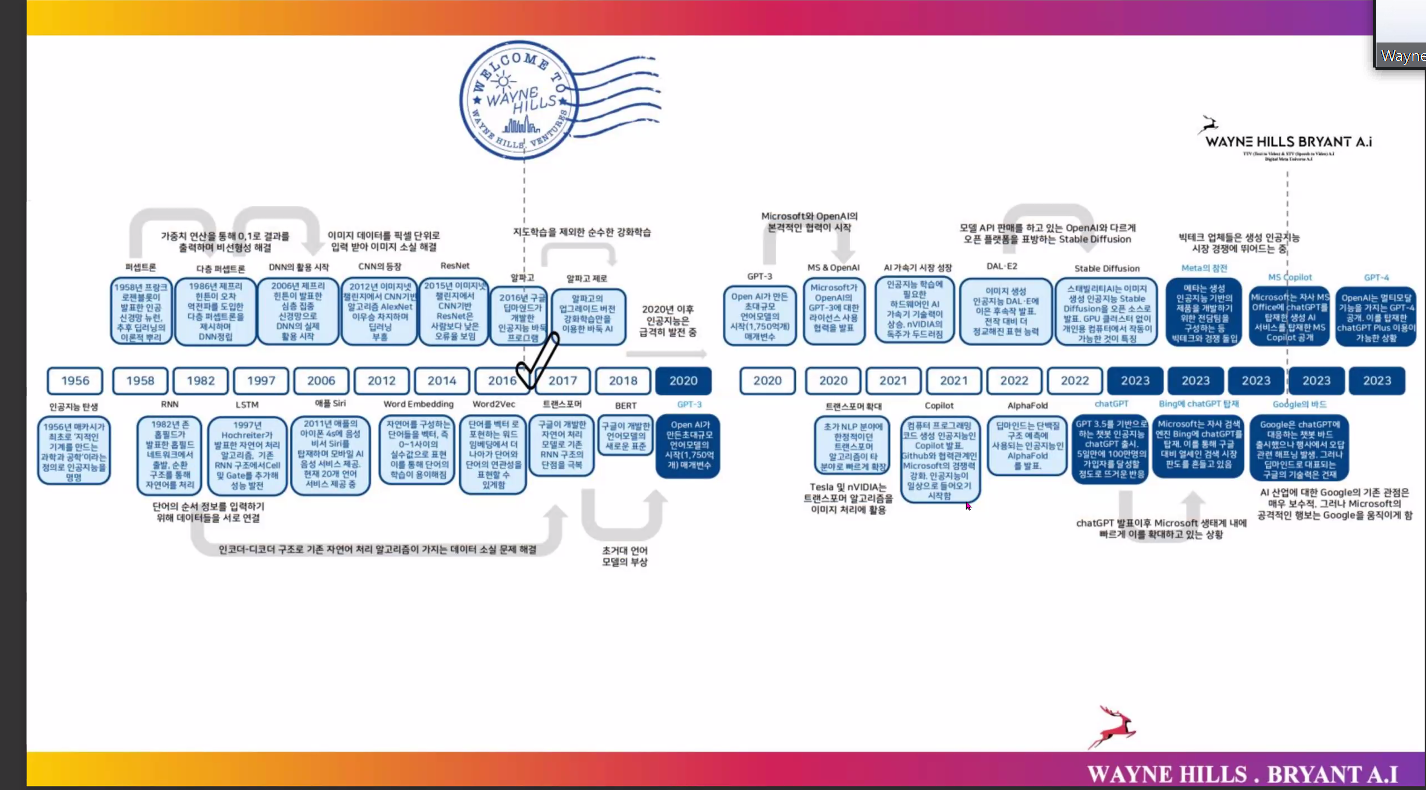 Wayne
WELCOME TO
WAYNE
HILLS
WAYNE HILLS, VENTURES
WAYNE HILLS BRYANT A.i
TTV (Text to Video) & STV (Speech to Video) A.I
Digital Meta Universe A.I
가중치 연산을 통해 0,1로 결과를
출력하며 비선형성 해결
이미지 데이터를 픽셀 단위로
입력 받아 이미지 소실 해결
지도학습을 제외한 순수한 강화학습
Microsoft와 OpenAI의
본격적인 협력이 시작
모델 API 판매를 하고 있는 OpenAI와 다르게
오픈 플랫폼을 표방하는 Stable Diffusion
빅테크 업체들은 생성 인공지능
시장 경쟁에 뛰어드는 중
퍼셉트론
1958년 프랑크
로젠블릿이
발표한 인공
신경망 뉴런,
추후 딥러닝의
이론적 뿌리
다층 퍼셉트론
1986년 제프리
힌튼이 오차
역전파를 도입한
다층 퍼셉트론을
제시하며
DNN정립
DNN의 활용 시작
2006년 제프리
힌튼이 발표한
심층 집중
신경망으로
DNN의 실제
활용 시작
CNN의 등장
2012년 이미지넷
챌린지에서 CNN기반
알고리즘 AlexNet
이우승 차지하며
딥러닝
부흥
ResNet
2015년 이미지넷
챌린지에서
CNN기반
ResNet은
사람보다 낮은
오류을 보임
알파고
2016년 구글
딥마인드가
개발한
인공지능 바둑
프로그램
알파고 제로
알파고의
업그레이드 버전
강화학습만을
이용한 바둑 AI
2020년 이후
인공지능은
급격히 발전 중
GPT-3
Open AI가 만든
초대규모
언어모델의
시작(1,750억개)
매개변수
MS & OpenAI
Microsoft가
OpenAI의
GPT-3에 대한
라이선스 사용
협력을 발표
AI 가속기 시장 성장
인공지능 학습에
필요한
하드웨어인 AI
가속기 기술력이
상승, nVIDIA의
독주가 두드러짐
DAL·E2
이미지 생성
인공지능 DAL·E에
이은 후속작 발표.
전작 대비 더
정교해진 표현 능력
Stable Diffusion
스태빌리티AI는 이미지
생성 인공지능 Stable
Diffusion을 오픈 소스로
발표. GPU 클러스터 없이
개인용 컴퓨터에서 작동이
가능한 것이 특징
Meta의 참전
메타는 생성
인공지능 기반의
제품을 개발하기
위한 전담팀을
구성하는 등
빅테크와 경쟁 돌입
MS Copilot
Microsoft는 자사 MS
Office에 chatGPT를
탑재한 생성 AI
서비스를 탑재한 MS
Copilot 공개
GPT-4
OpenAI는 멀티모달
기능을 가지는 GPT-4
공개. 이를 탑재한
chatGPT Plus 이용이
가능한 상황
1956 1958 1982 1997 2006 2012 2014 2016 2017 2018 2020 2020 2020 2021 2021 2022 2022 2023 2023 2023 2023 2023
인공지능 탄생
1956년 매카시가
최초로 '지적인
기계를 만드는
과학과 공학'이라는
정의로 인공지능을
명명
RNN
1982년 존
홉필드가
발표한 홉필드
네트워크에서
출발, 순환
구조를 통해
자연어를 처리
LSTM
1997년
Hochreiter가
발표한 자연어 처리
알고리즘, 기존
RNN 구조에서Cell
및 Gate를 추가해
성능 발전
애플 Siri
2011년 애플의
아이폰 4s에 음성
비서 Siri를
탑재하며 모바일 AI
음성 서비스 제공.
현재 20개 언어
서비스 제공 중
Word Embedding
자연어를 구성하는
단어들을 벡터, 즉
0~1사이의
실수값으로 표현
이를 통해 단어의
학습이 용이해짐
Word2Vec
단어를 벡터 로
표현하는 워드
임베딩에서 더
나아가 단어와
단어의 연관성을
표현할 수
있게함
트랜스포머
구글이 개발한
자연어 처리
모델로 기존
RNN 구조의
단점을 극복
BERT
구글이 개발한
언어모델의
새로운 표준
GPT-3
Open AI가
만든초대규모
언어모델의
시작(1,750억
개) 매개변수
트랜스포머 확대
초가 NLP 분야에
한정적이던
트랜스포머
알고리즘이 타
분야로 빠르게 확장
Copilot
컴퓨터 프로그래밍
코드 생성 인공지능인
Copilot 발표.
Github와 협력관계인
Microsoft의 경쟁력
강화. 인공지능이
일상으로 들어오기
시작함
AlphaFold
딥마인드는 단백질
구조 예측에
사용되는 인공지능인
AlphaFold
를 발표.
chatGPT
GPT 3.5를 기반으로
하는 챗봇 인공지능
chatGPT 출시.
5일만에 100만명의
가입자를 달성할
정도로 뜨거운 반응
Bing에 chatGPT 탑재
Microsoft는 자사 검색
엔진 Bing에 chatGPT를
탑재, 이를 통해 구글
대비 열세인 검색 시장
판도를 흔들고 있음
Google의 바드
Google은 chatGPT에
대응하는 챗봇 바드
출시했으나 행사에서 오답
관련 해프닝 발생. 그러나
딥마인드로 대표되는
구글의 기술력은 건재
단어의 순서 정보를 입력하기
위해 데이터들을 서로 연결
인코더-디코더 구조로 기존 자연어 처리 알고리즘이 가지는 데이터 소실 문제 해결
초거대 언어
모델의 부상
Tesla 및 nVIDIA는
트랜스포머 알고리즘을
이미지 처리에 활용
chatGPT 발표이후 Microsoft 생태계 내에
빠르게 이를 확대하고 있는 상황
AI 산업에 대한 Google의 기존 관점은
매우 보수적. 그러나 Microsoft의
공격적인 행보는 Google을 움직이게 함
WAYNE HILLS . BRYANT A.I